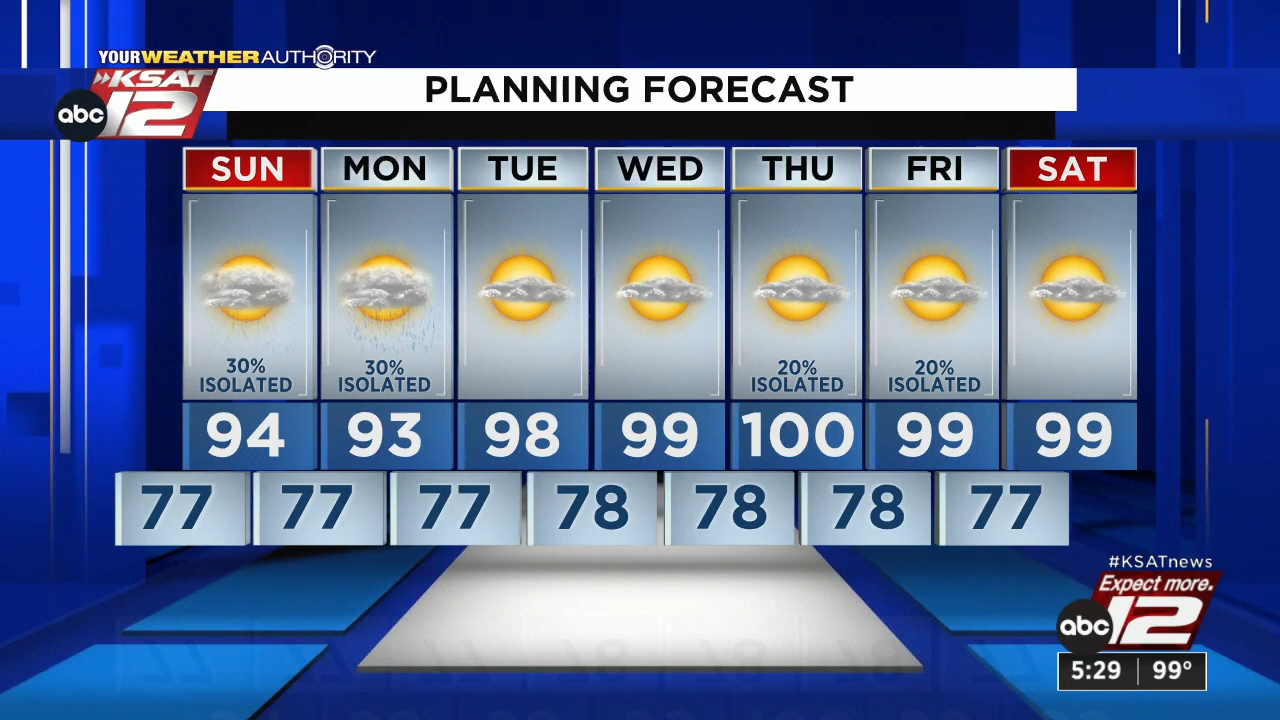 YOURWEATHERAUTHORITY
KSAT
abc 12
PLANNING FORECAST
SUN MON TUE WED THU FRI SAT
30% ISOLATED
30% ISOLATED
20% ISOLATED
20% ISOLATED
94 93 98 99 100 99 99
77 77 77 78 78 78 77
#KSATnews
Expect more.
abc 12
5:29 99°